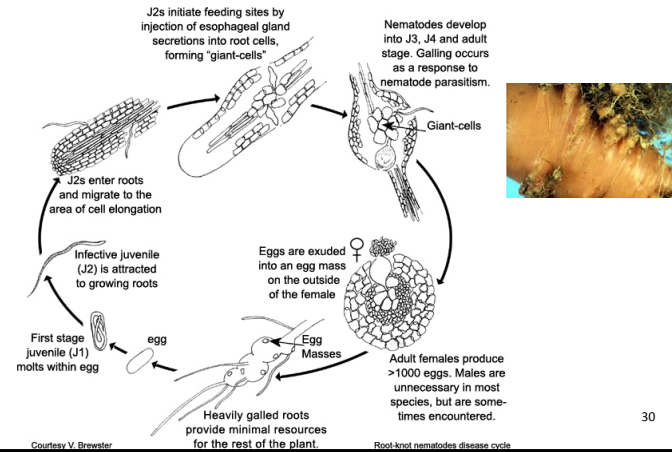 J2s initiate feeding sites by
injection of esophageal gland
secretions into root cells,
forming “giant-cells”
Nematodes develop
into J3, J4 and adult
stage. Galling occurs
as a response to
nematode parasitism.
Giant-cells
J2s enter roots
and migrate to the
area of cell elongation
Infective juvenile
(J2) is attracted
to growing roots
Eggs are exuded
into an egg mass
on the outside
of the female
♀
First stage
juvenile (J1)
molts within egg
egg
Egg
Masses
Adult females produce
>1000 eggs. Males are
unnecessary in most
species, but are some-
times encountered.
Heavily galled roots
provide minimal resources
for the rest of the plant.
30
Courtesy V. Brewster
Root-knot nematodes disease cycle